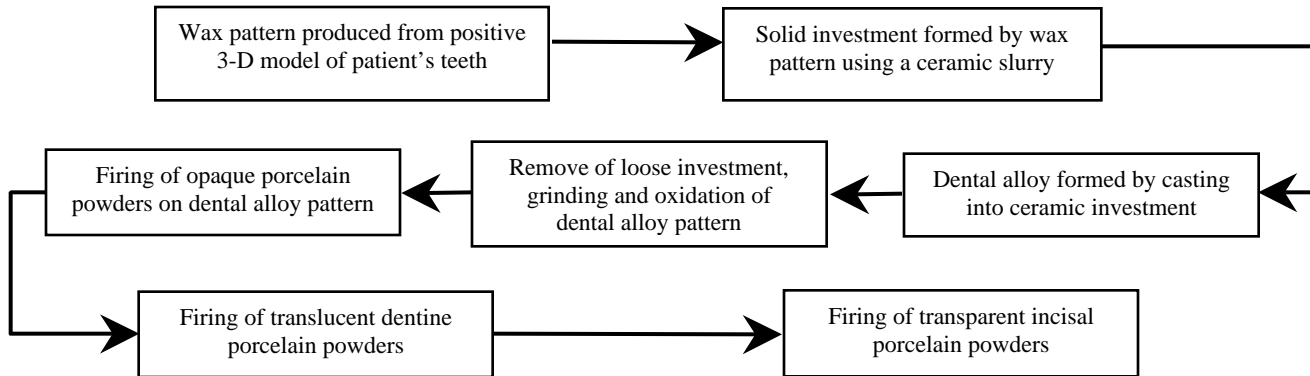 Wax pattern produced from positive
3-D model of patient’s teeth
Solid investment formed by wax
pattern using a ceramic slurry
Dental alloy formed by casting
into ceramic investment
Remove of loose investment,
grinding and oxidation of
dental alloy pattern
Firing of opaque porcelain
powders on dental alloy pattern
Firing of translucent dentine
porcelain powders
Firing of transparent incisal
porcelain powders